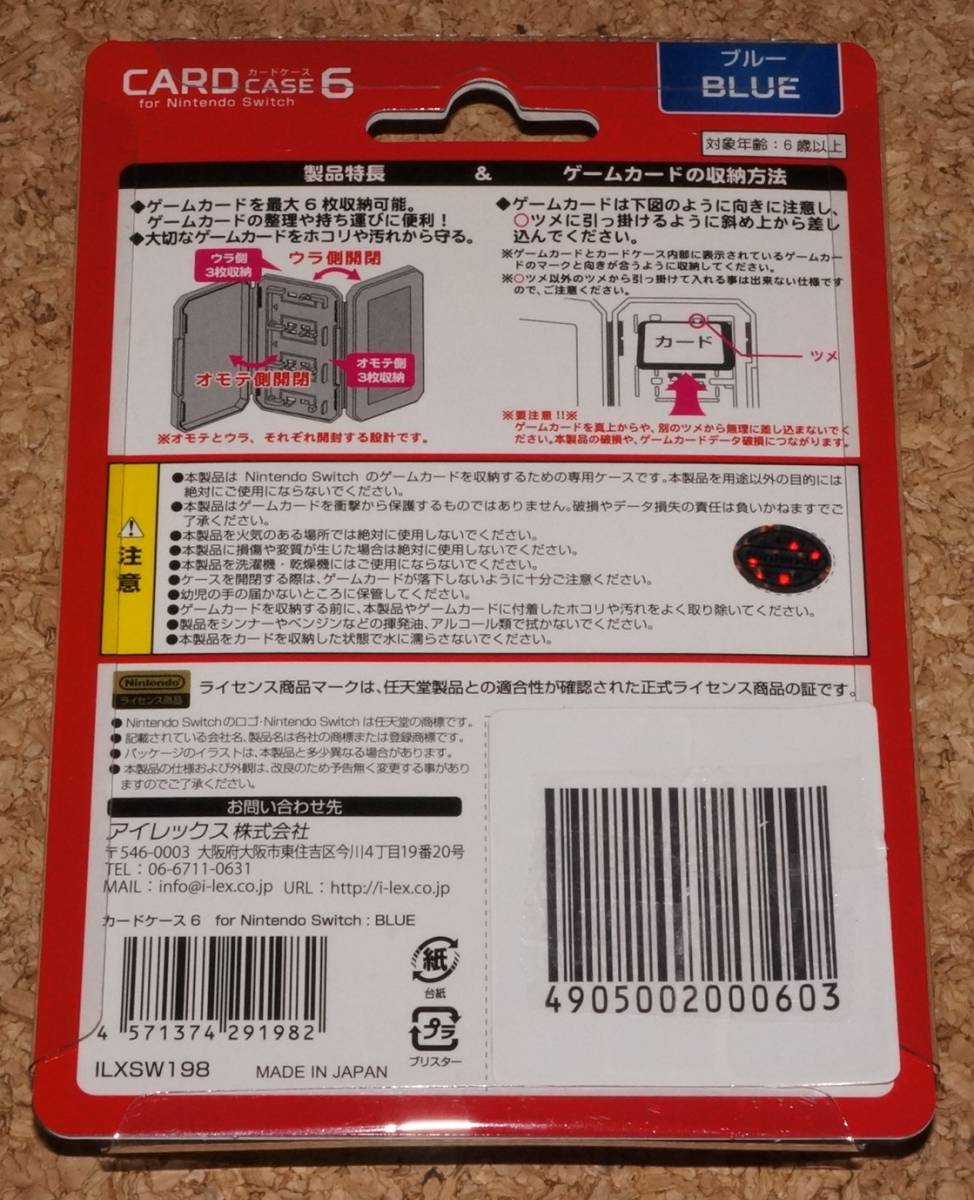 カードケース
CARD CASE 6
for Nintendo Switch
ブルー
BLUE
対象年齢：6歳以上
製品特長 & ゲームカードの収納方法
◆ゲームカードを最大6枚収納可能。
ゲームカードの整理や持ち運びに便利！
◆大切なゲームカードをホコリや汚れから守る。
ウラ側
3枚収納
ウラ側開閉
オモテ側開閉
オモテ側
3枚収納
※オモテとウラ、それぞれ開封する設計です。
◆ゲームカードは下図のように向きに注意し、
○ツメに引っ掛けるように斜め上から差し
込んでください。
※ゲームカードとカードケース内部に表示されているゲームカー
ドのマークと向きが合うように収納してください。
※○ツメ以外のツメから引っ掛けて入れる事は出来ない仕様です
ので、ご注意ください。
カード
ツメ
※要注意!!※
ゲームカードを真上からや、別のツメから無理に差し込まないでく
ださい。本製品の破損や、ゲームカードデータ破損につながります。
注意
●本製品は Nintendo Switch のゲームカードを収納するための専用ケースです。本製品を用途以外の目的には
絶対にご使用にならないでください。
●本製品はゲームカードを衝撃から保護するものではありません。破損やデータ損失の責任は負いかねますでご
了承ください。
●本製品を火気のある場所では絶対に使用しないでください。
●本製品に損傷や変質が生じた場合は絶対に使用しないでください。
●本製品を洗濯機・乾燥機にはご使用にならないでください。
●ケースを開閉する際は、ゲームカードが落下しないように十分ご注意ください。
●幼児の手の届かないところに保管してください。
●ゲームカードを収納する前に、本製品やゲームカードに付着したホコリや汚れをよく取り除いてください。
●製品をシンナーやベンジンなどの揮発油、アルコール類で拭かないでください。
●本製品をカードを収納した状態で水に濡らさないでください。
Nintendo
Nintendo
ライセンス商品
ライセンス商品マークは、任天堂製品との適合性が確認された正式ライセンス商品の証です。
● Nintendo Switchのロゴ・Nintendo Switch は任天堂の商標です。
● 記載されている会社名、製品名は各社の商標または登録商標です。
● パッケージのイラストは、本製品と多少異なる場合があります。
● 本製品の仕様および外観は、改良のため予告無く変更する事があり
ますのでご了承ください。
お問い合わせ先
アイレックス株式会社
〒546-0003 大阪府大阪市東住吉区今川4丁目19番20号
TEL：06-6711-0631
MAIL：info@i-lex.co.jp URL：http://i-lex.co.jp
カードケース6 for Nintendo Switch : BLUE
4 571374 291982
紙
台紙
プラ
ブリスター
ILXSW198 MADE IN JAPAN
4905002000603